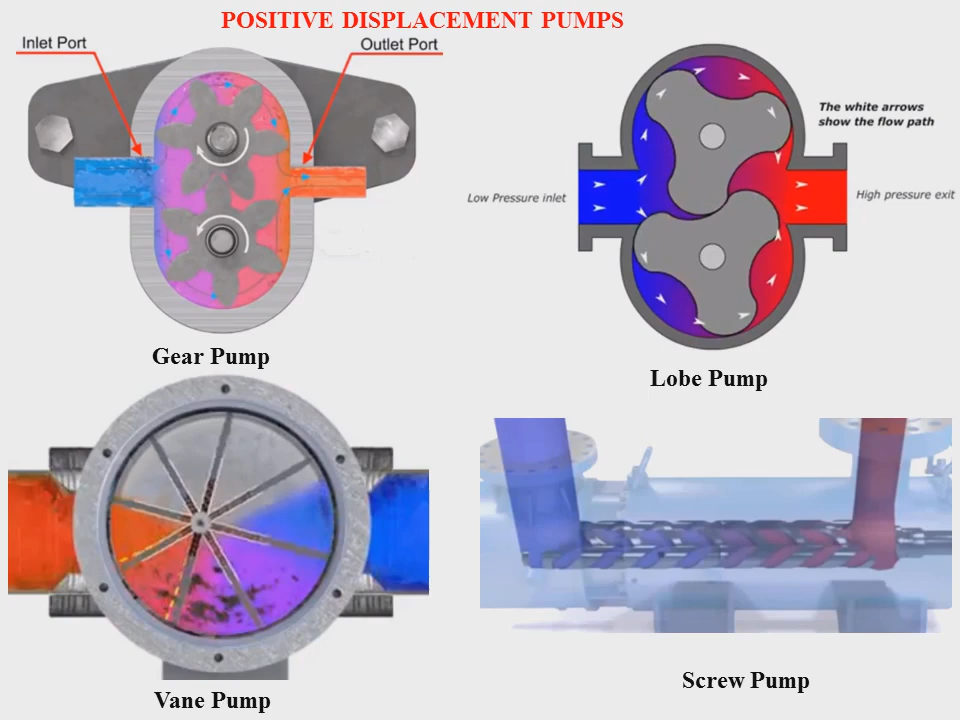 POSITIVE DISPLACEMENT PUMPS
Inlet Port
Outlet Port
The white arrows
show the flow path
Low Pressure inlet
High pressure exit
Gear Pump
Lobe Pump
Vane Pump
Screw Pump